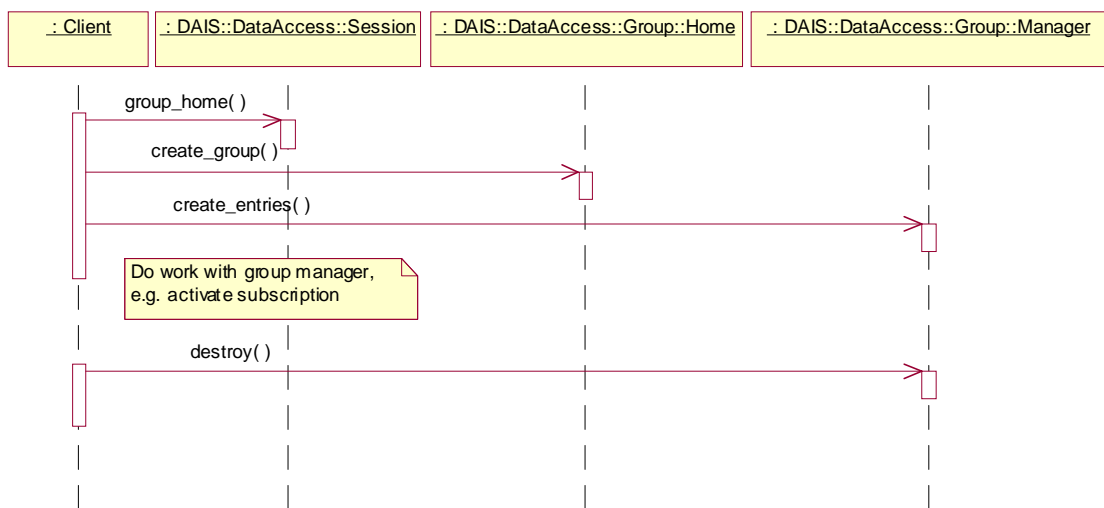 : Client
: DAIS::DataAccess::Session
: DAIS::DataAccess::Group::Home
: DAIS::DataAccess::Group::Manager
group_home( )
create_group( )
create_entries( )
Do work with group manager,
e.g. activate subscription
destroy( )